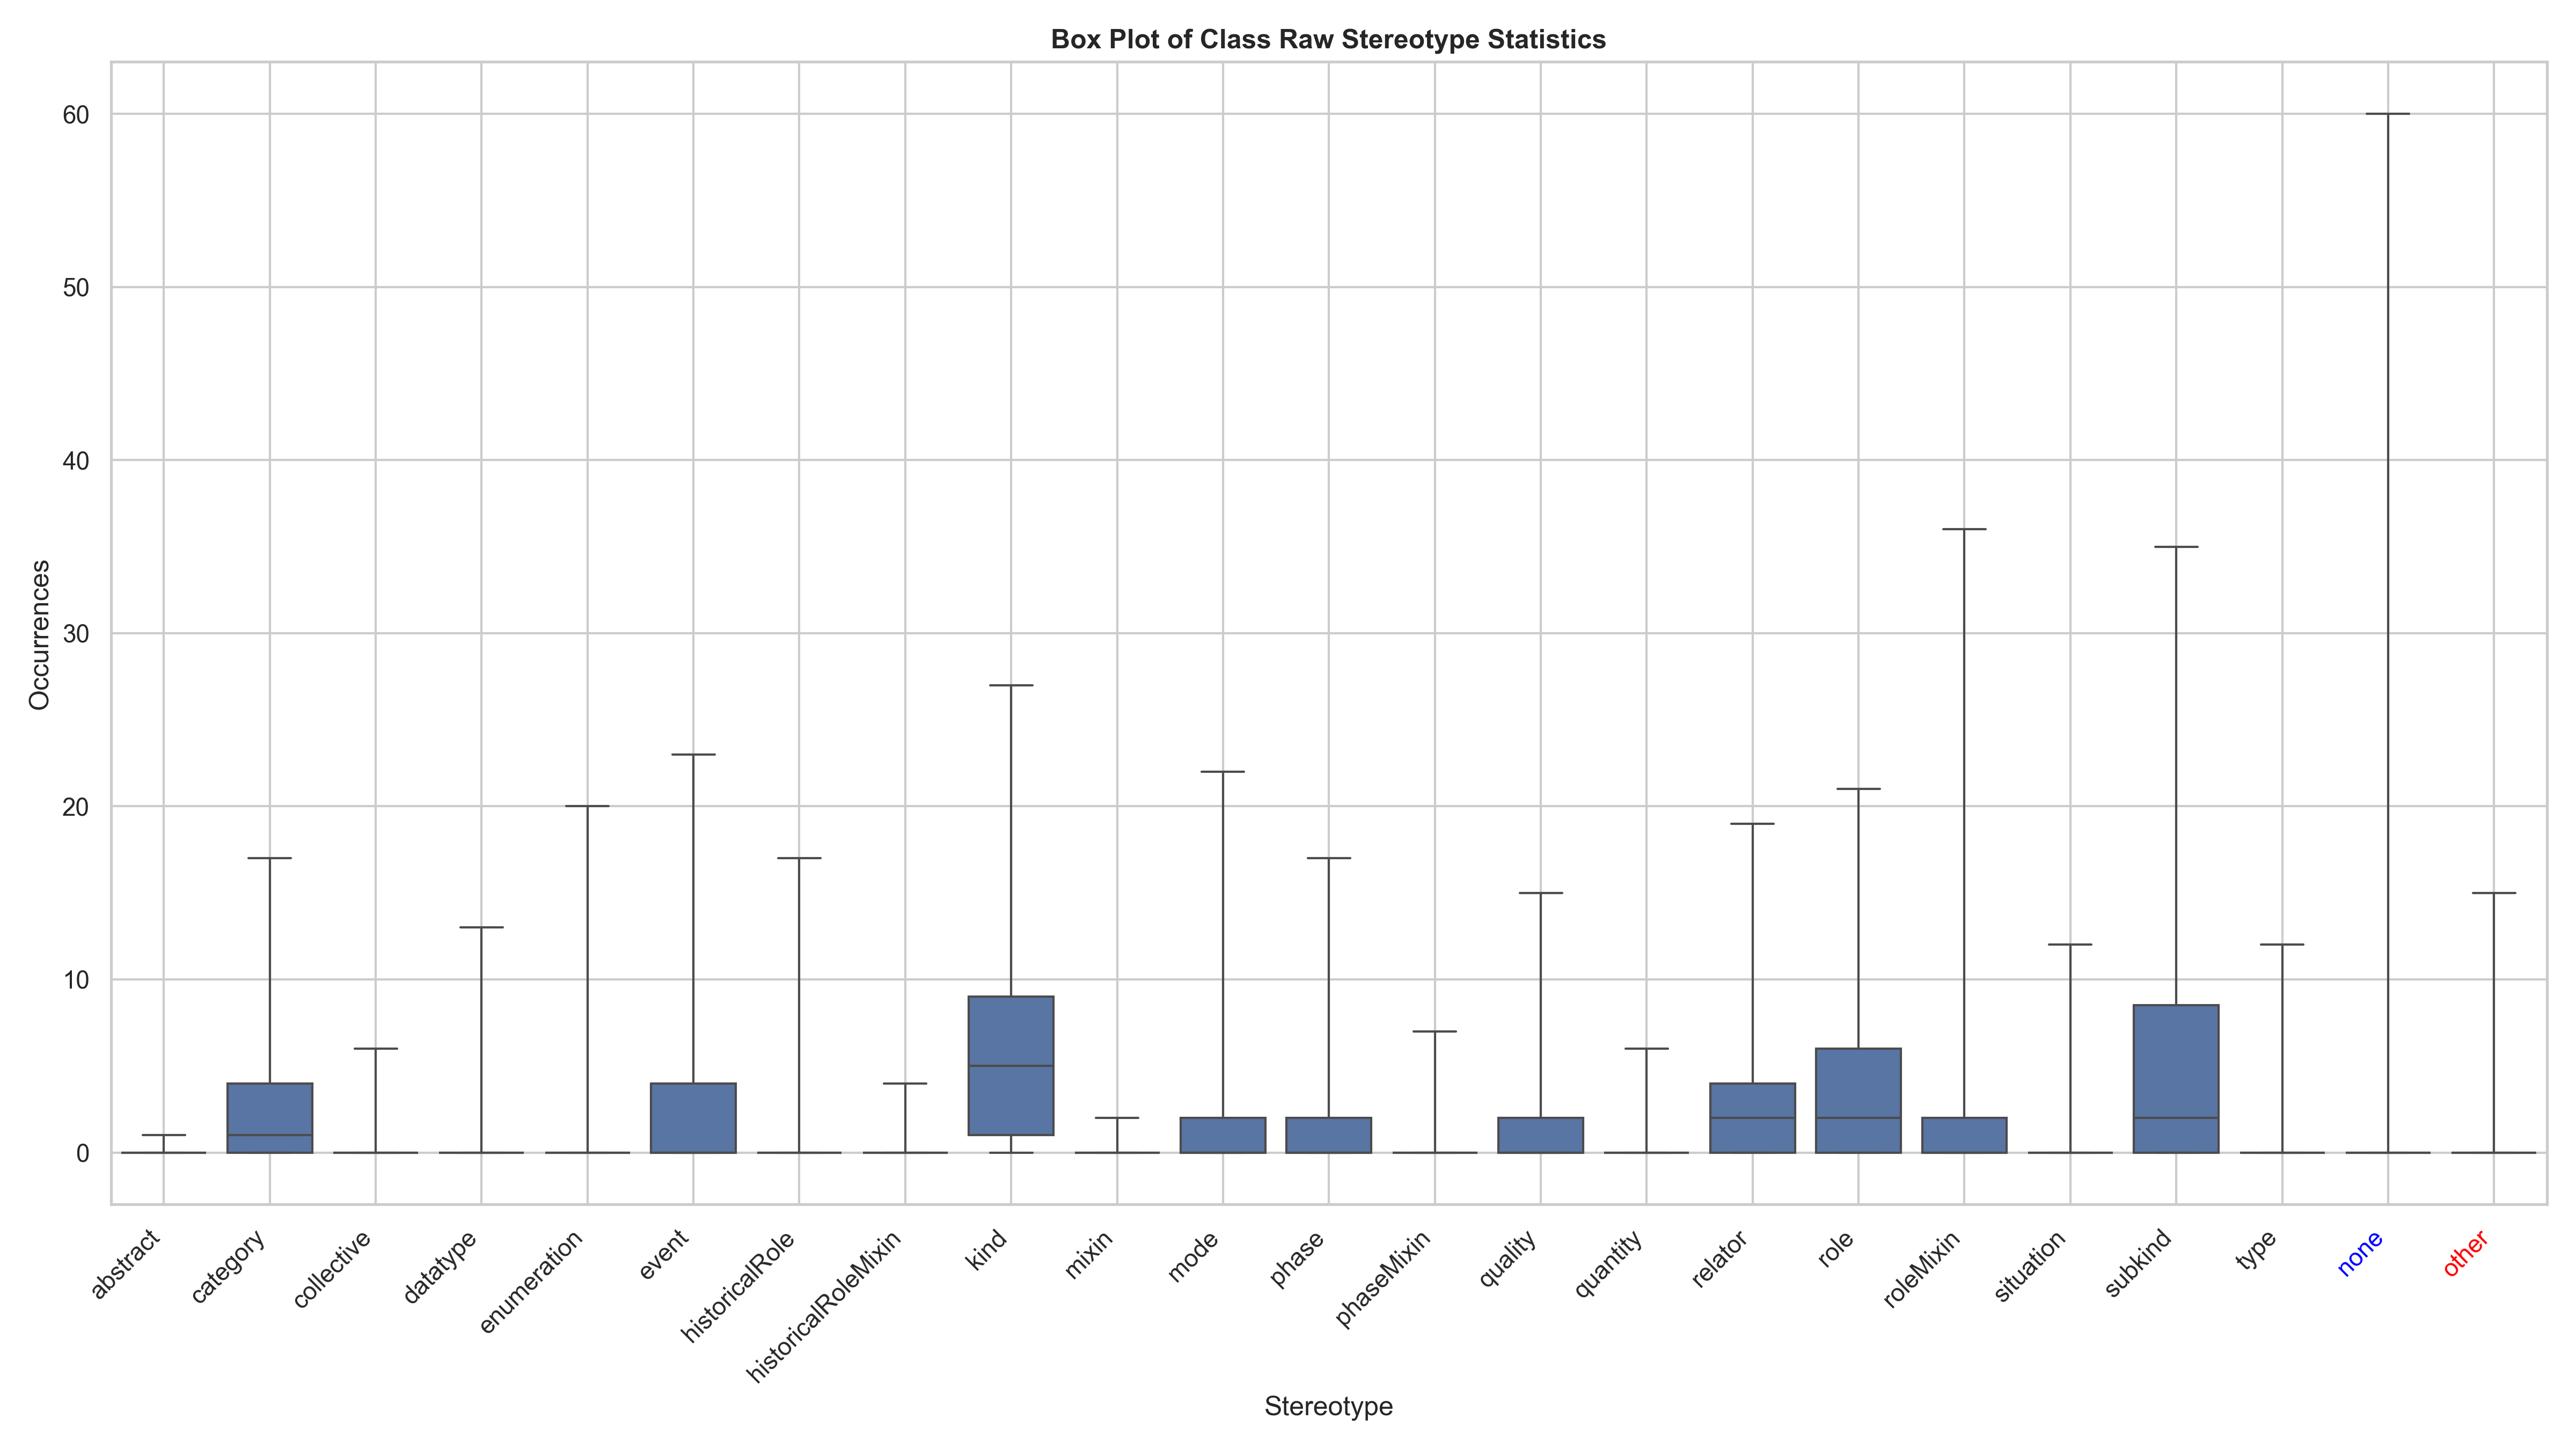 Box Plot of Class Raw Stereotype Statistics
60
50
40
30
20
10
0
Occurrences
abstract
category
collective
datatype
enumeration
event
historicalRole
historicalRoleMixin
kind
mixin
mode
phase
phaseMixin
quality
quantity
relator
role
roleMixin
situation
subkind
type
none
other
Stereotype